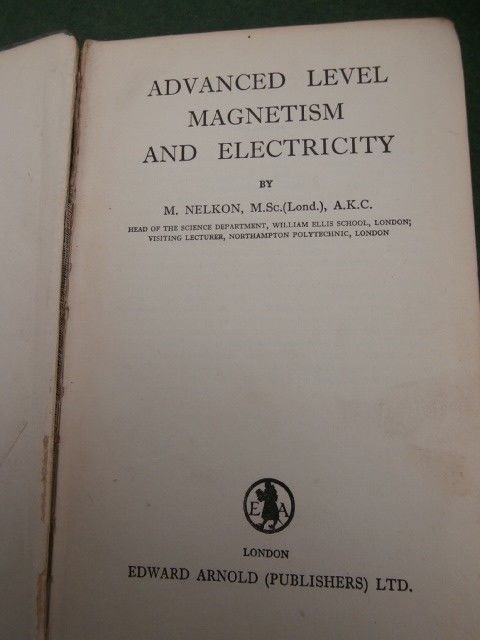 ADVANCED LEVEL
MAGNETISM
AND ELECTRICITY
BY
M. NELKON, M.Sc.(Lond.), A.K.C.
HEAD OF THE SCIENCE DEPARTMENT, WILLIAM ELLIS SCHOOL, LONDON;
VISITING LECTURER, NORTHAMPTON POLYTECHNIC, LONDON
E A
LONDON
EDWARD ARNOLD (PUBLISHERS) LTD.